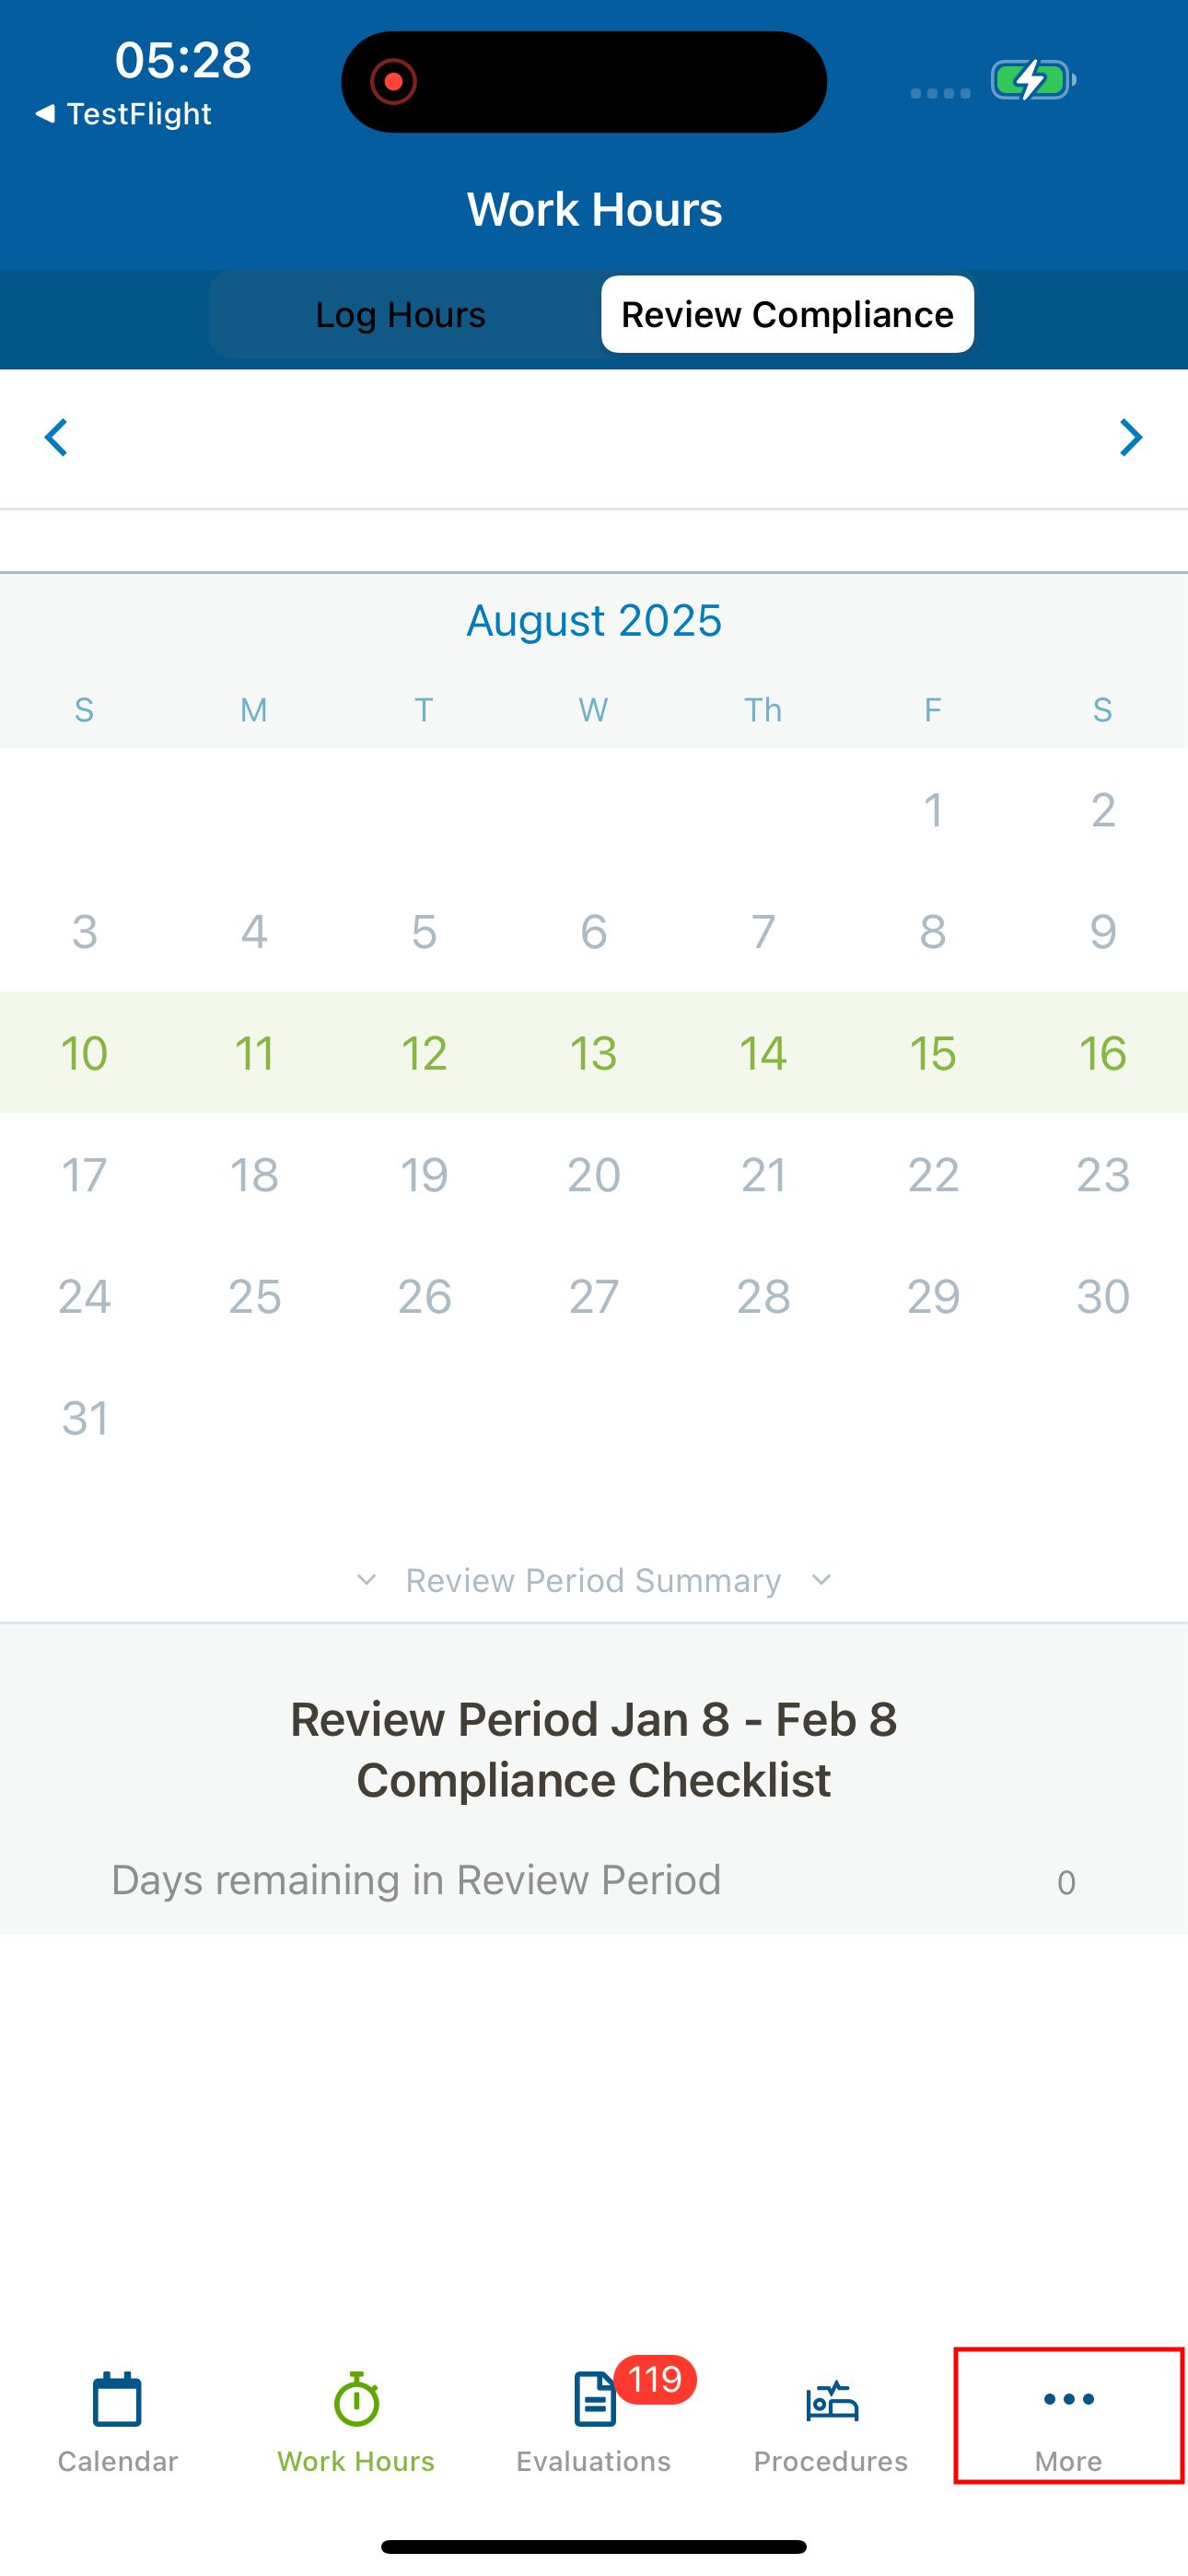 05:28
TestFlight
Work Hours
Log Hours Review Compliance
August 2025
S M T W Th F S
1 2
3 4 5 6 7 8 9
10 11 12 13 14 15 16
17 18 19 20 21 22 23
24 25 26 27 28 29 30
31
Review Period Summary
Review Period Jan 8 - Feb 8
Compliance Checklist
Days remaining in Review Period 0
119
Calendar Work Hours Evaluations Procedures More